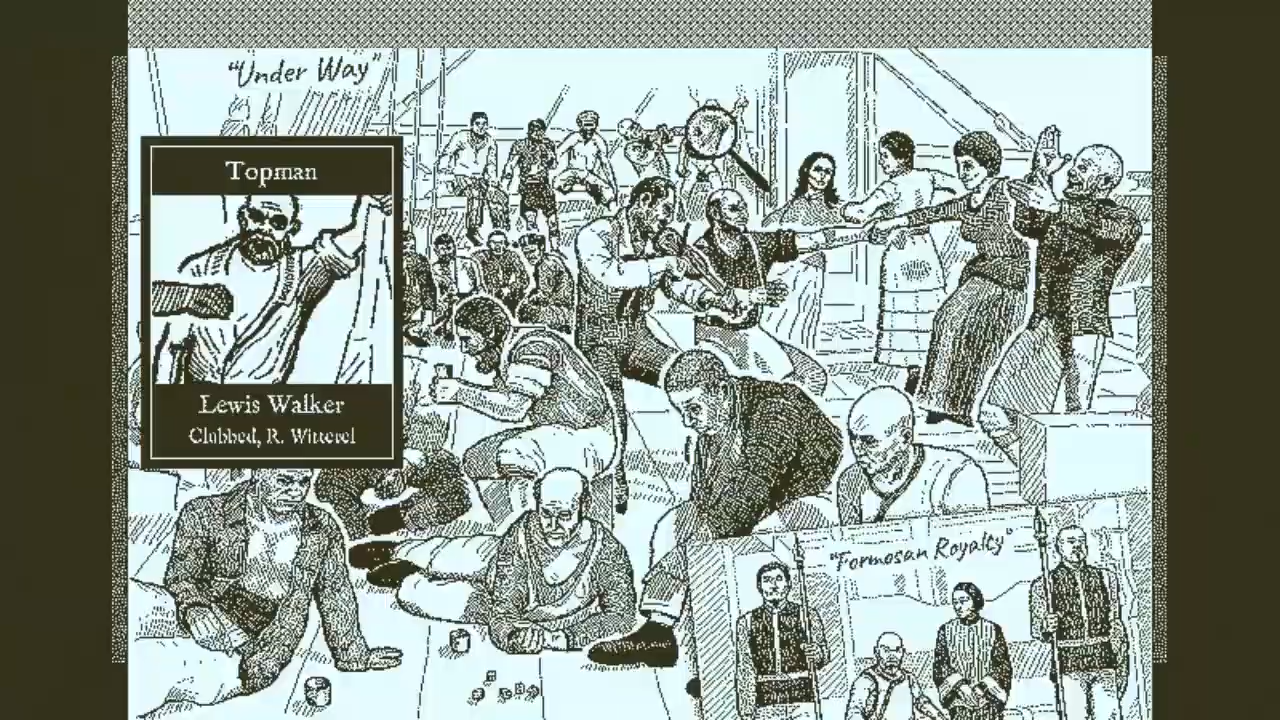 "Under Way"
Topman
Lewis Walker
Clubbed, R. Witterel
"Formosan Royalty"